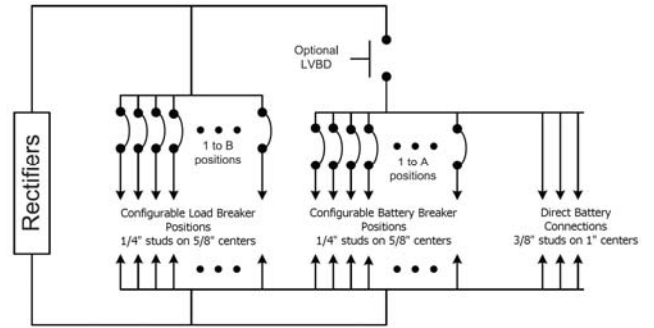 Optional
LVBD
Rectifiers
1 to B
positions
1 to A
positions
Configurable Load Breaker
Positions
1/4" studs on 5/8" centers
Configurable Battery Breaker
Positions
1/4" studs on 5/8" centers
Direct Battery
Connections
3/8" studs on 1" centers